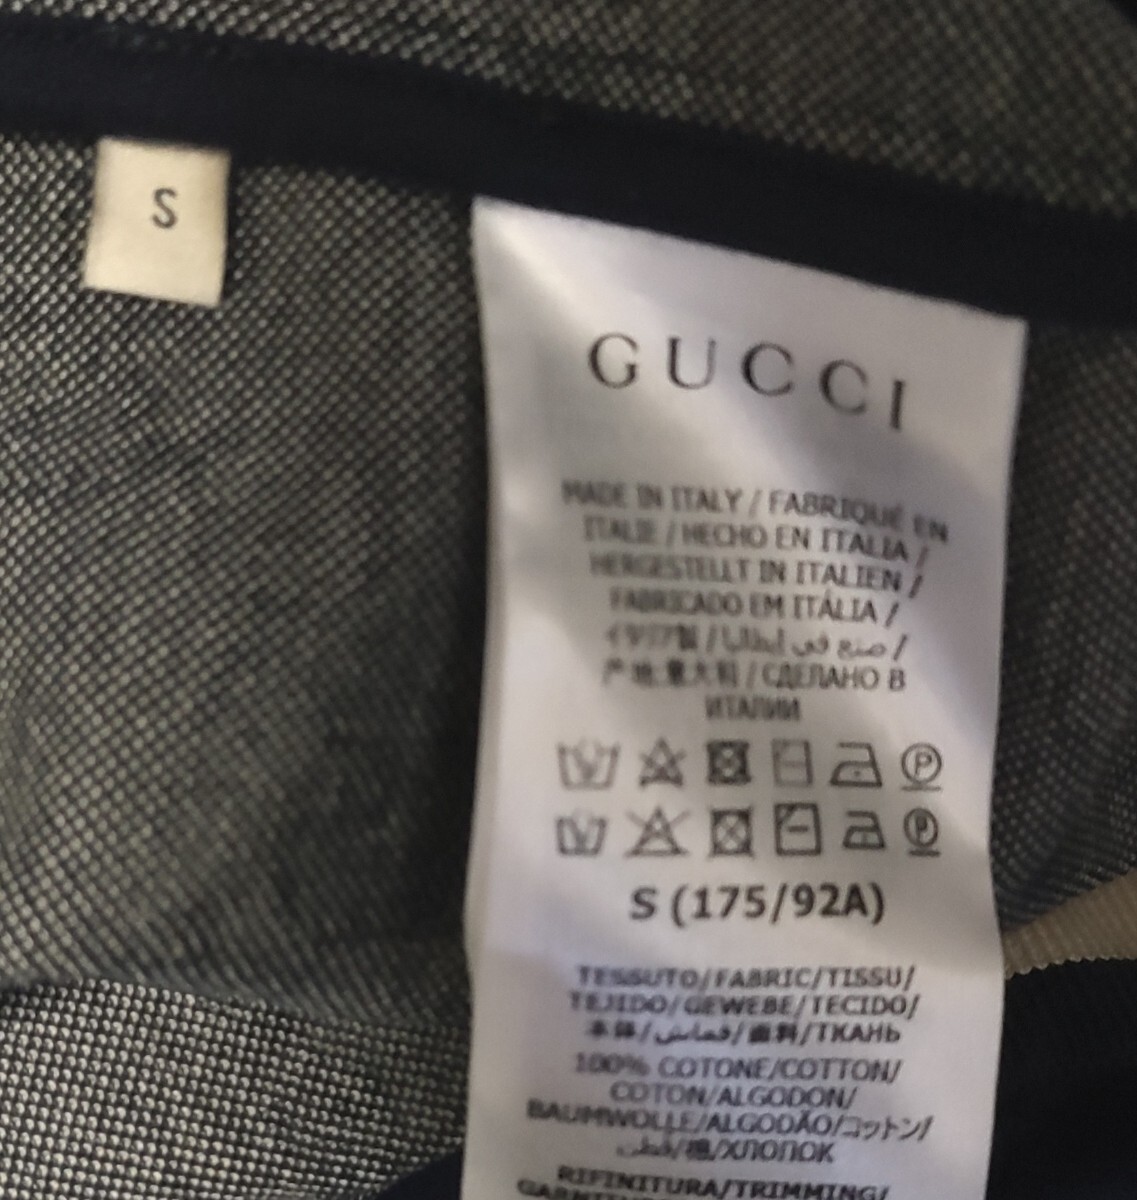 S
GUCCI
MADE IN ITALY / FABRIQUÉ EN
ITALIE / HECHO EN ITALIA /
HERGESTELLT IN ITALIEN /
FABRICADO EM ITÁLIA /
イタリア製 / صنع في إيطاليا /
产地:意大利 / СДЕЛАНО В
ИТАЛИИ
P
P
S (175/92A)
TESSUTO/FABRIC/TISSU/
TEJIDO/GEWEBE/TECIDO/
本体/قماش/面料/ТКАНЬ
100% COTONE/COTTON/
COTON/ALGODON/
BAUMWOLLE/ALGODÃO/コットン/
قطن/棉/ХЛОПОК
RIFINITURA/TRIMMING/